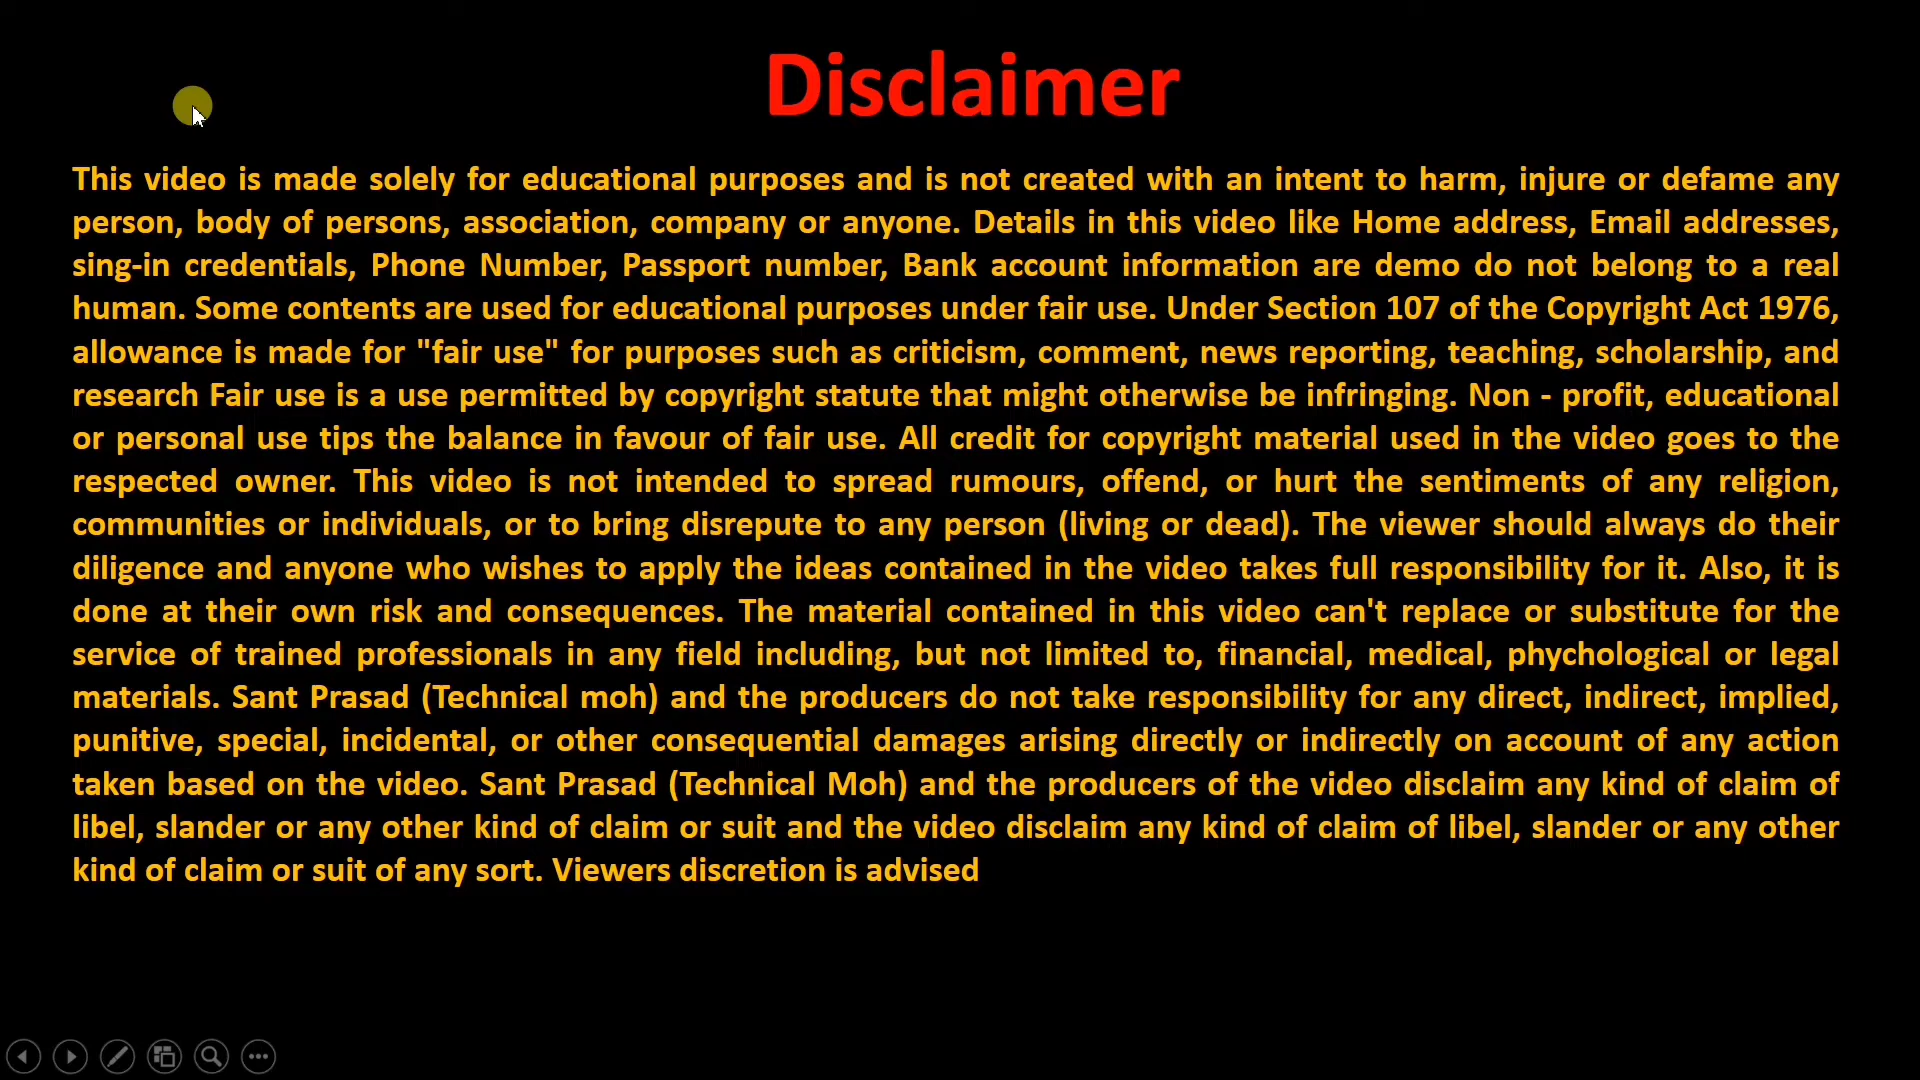 Disclaimer
This video is made solely for educational purposes and is not created with an intent to harm, injure or defame any
person, body of persons, association, company or anyone. Details in this video like Home address, Email addresses,
sing-in credentials, Phone Number, Passport number, Bank account information are demo do not belong to a real
human. Some contents are used for educational purposes under fair use. Under Section 107 of the Copyright Act 1976,
allowance is made for "fair use" for purposes such as criticism, comment, news reporting, teaching, scholarship, and
research Fair use is a use permitted by copyright statute that might otherwise be infringing. Non - profit, educational
or personal use tips the balance in favour of fair use. All credit for copyright material used in the video goes to the
respected owner. This video is not intended to spread rumours, offend, or hurt the sentiments of any religion,
communities or individuals, or to bring disrepute to any person (living or dead). The viewer should always do their
diligence and anyone who wishes to apply the ideas contained in the video takes full responsibility for it. Also, it is
done at their own risk and consequences. The material contained in this video can't replace or substitute for the
service of trained professionals in any field including, but not limited to, financial, medical, phychological or legal
materials. Sant Prasad (Technical moh) and the producers do not take responsibility for any direct, indirect, implied,
punitive, special, incidental, or other consequential damages arising directly or indirectly on account of any action
taken based on the video. Sant Prasad (Technical Moh) and the producers of the video disclaim any kind of claim of
libel, slander or any other kind of claim or suit and the video disclaim any kind of claim of libel, slander or any other
kind of claim or suit of any sort. Viewers discretion is advised